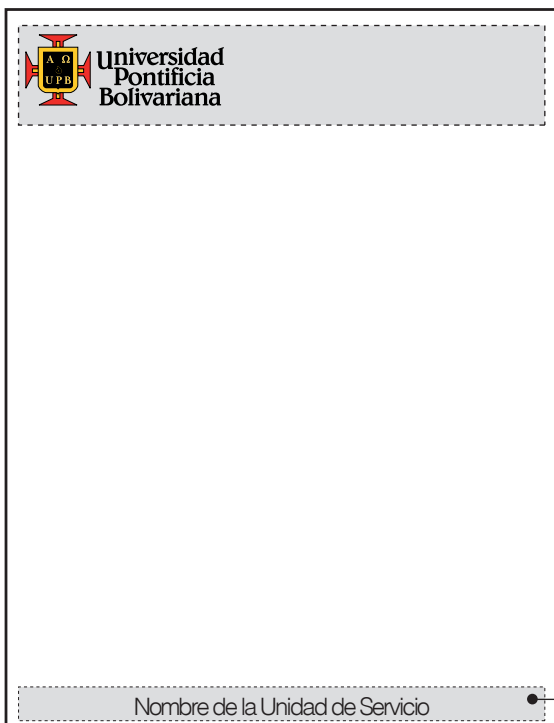 Α Ω
UPB
Universidad
Pontificia
Bolivariana
Nombre de la Unidad de Servicio